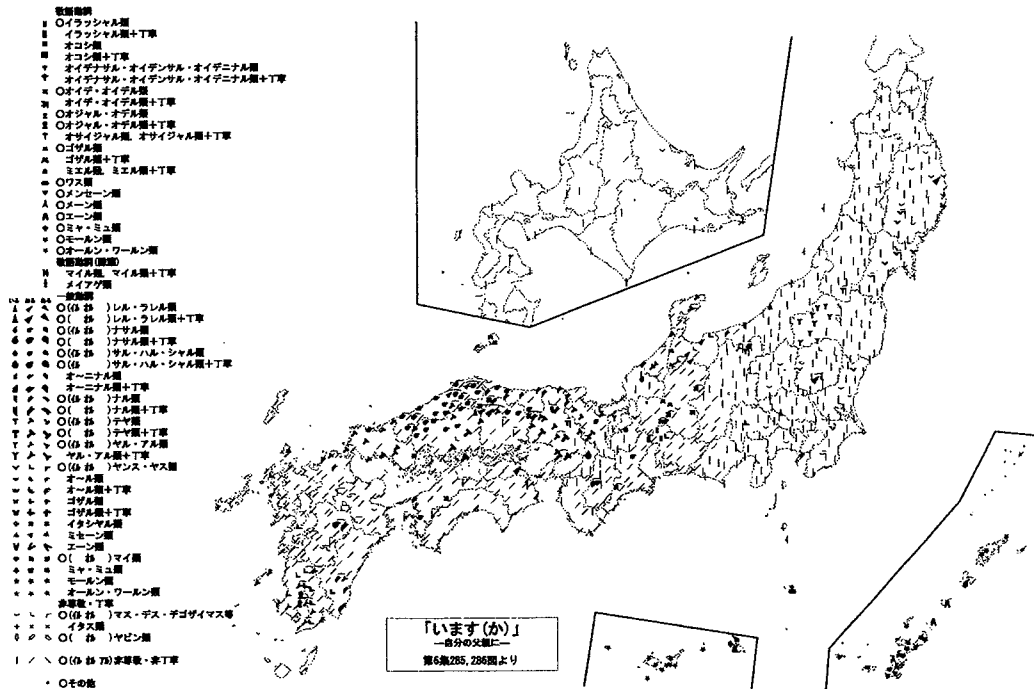 敬語動詞
○イラッシャル類
イラッシャル類+丁寧
オコシ類
オコシ類+丁寧
オイデナサル・オイデンサル・オイデニナル類
オイデナサル・オイデンサル・オイデニナル類+丁寧
○オイデ・オイデル類
オイデ・オイデル類+丁寧
○オジャル・オデル類
○オジャル・オデル類+丁寧
オサイジャル類、オサイジャル類+丁寧
○ゴザル類
ゴザル類+丁寧
ミエル類、ミエル類+丁寧
○ワス類
○メンセーン類
○メーン類
○エーン類
○ミャ・ミュ類
○モールン類
○オールン・ワールン類
マイル類、マイル類+丁寧
メイアゲ類
一般動詞
レル・ラレル類
レル・ラレル類+丁寧
ナサル類
ナサル類+丁寧
サル・ハル・シャル類
サル・ハル・シャル類+丁寧
オ〜ニナル類
オ〜ニナル類+丁寧
ナル類
ナル類+丁寧
テヤ類
テヤ類+丁寧
ヤル・アル類
ヤル・アル類+丁寧
ヤンス・ヤス類
オ〜ル類
オ〜ル類+丁寧
ゴザル類
ゴザル類+丁寧
イタシヤル類
ミセーン類
エーン類
マイ類
ミャ・ミュ類
モールン類
オールン・ワールン類
非尊敬・丁寧
マス・デス・デゴザイマス等
イタス類
ヤビン類
非尊敬・非丁寧
○その他
「います(か)」
―自分の父親に―
第6集285,286図より